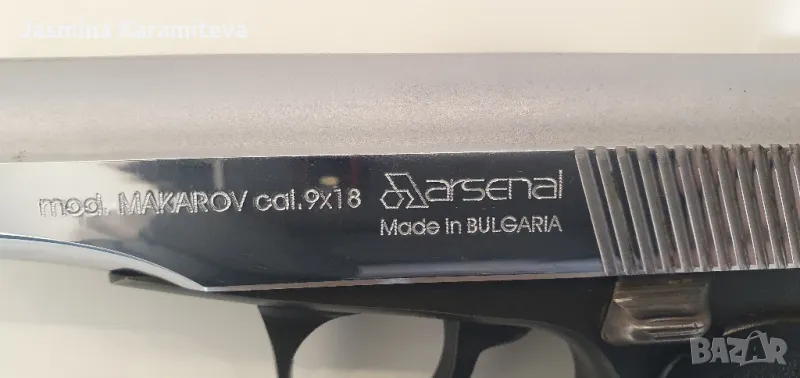 Jasmina Karamiteva
mod. MAKAROV cal.9x18
arsenal
Made in BULGARIA
BAZAR